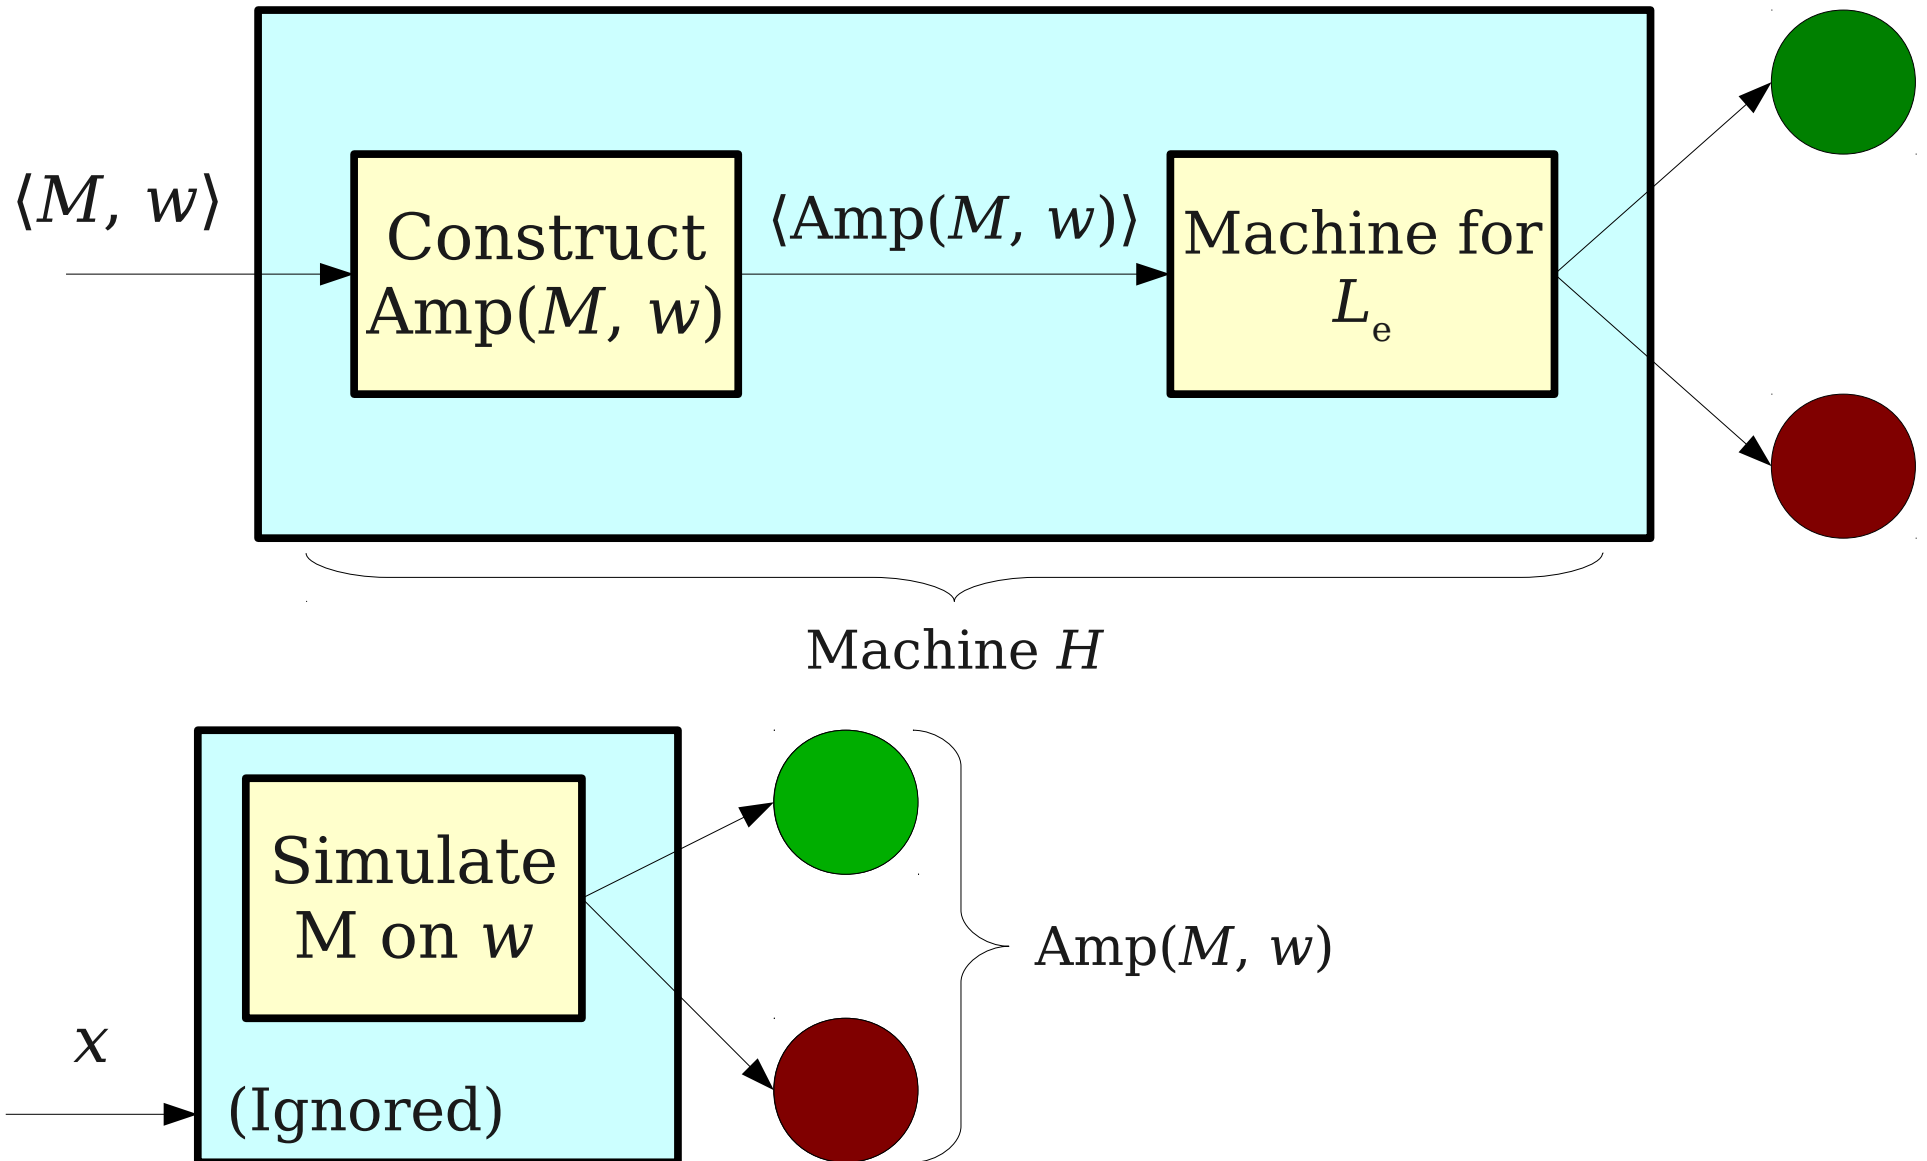 ⟨M, w⟩
Construct
Amp(M, w)
⟨Amp(M, w)⟩
Machine for
Lₑ
Machine H
Simulate
M on w
x
(Ignored)
Amp(M, w)